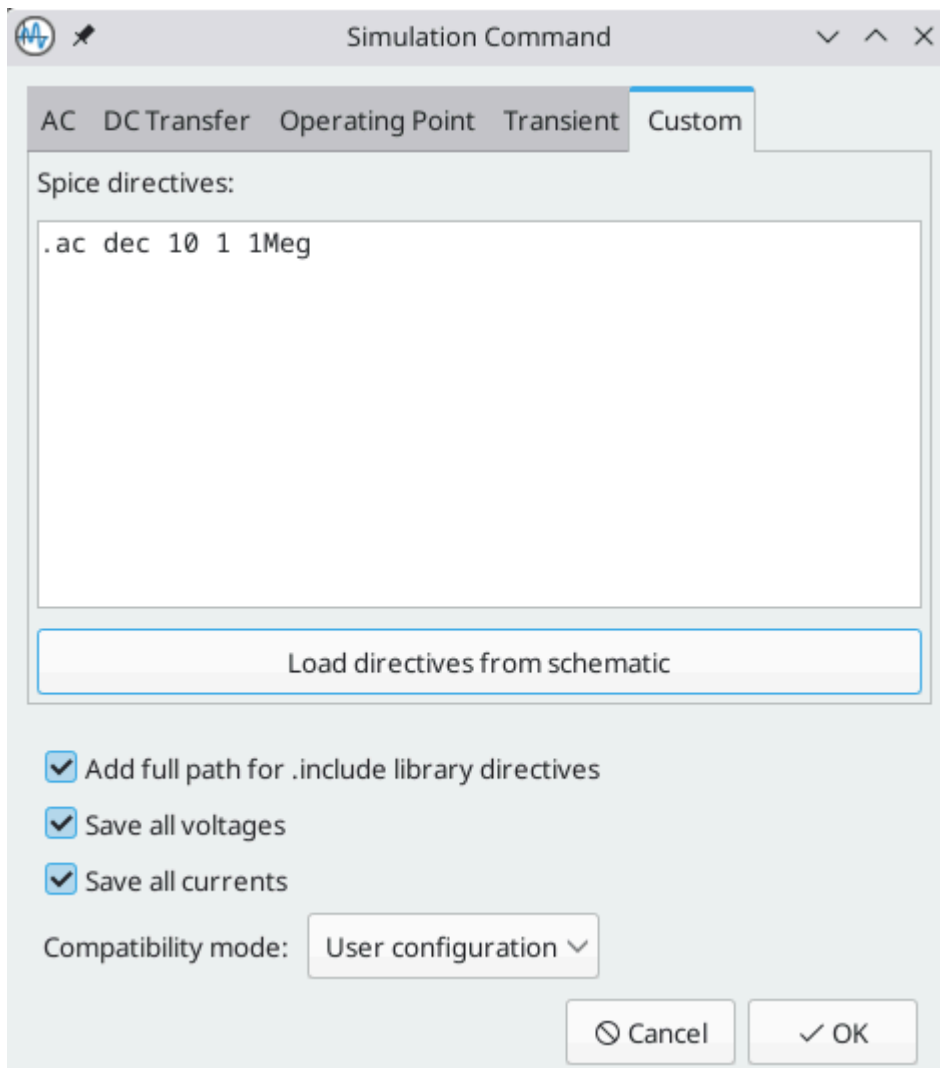 Simulation Command
AC DC Transfer Operating Point Transient Custom
Spice directives:
.ac dec 10 1 1Meg
Load directives from schematic
Add full path for .include library directives
Save all voltages
Save all currents
Compatibility mode: User configuration
Cancel OK